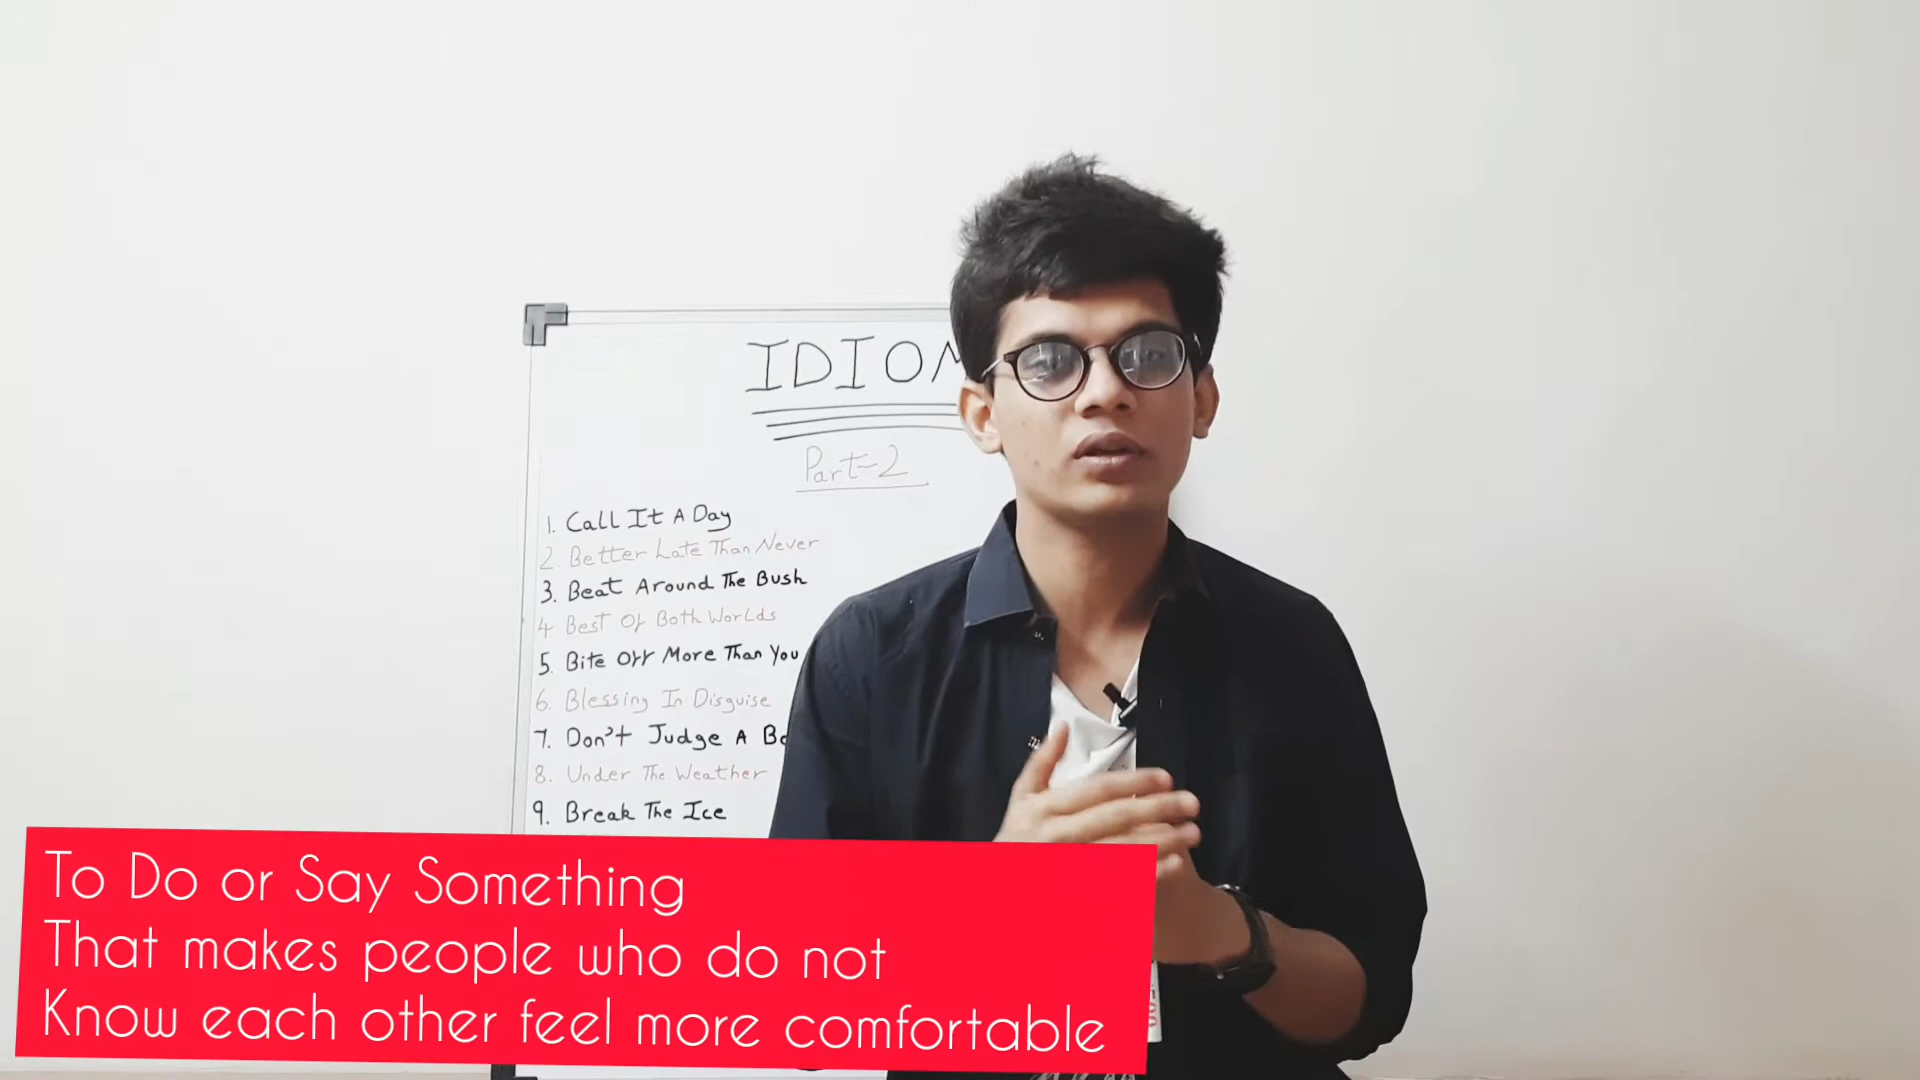 IDIOM
Part-2
1. Call It A Day
2. Better Late Than Never
3. Beat Around The Bush
4 Best Of Both Worlds
5. Bite Off More Than You
6. Blessing In Disguise
7. Don't Judge A
8. Under The Weather
9. Break The Ice
To Do or Say Something
That makes people who do not
Know each other feel more comfortable